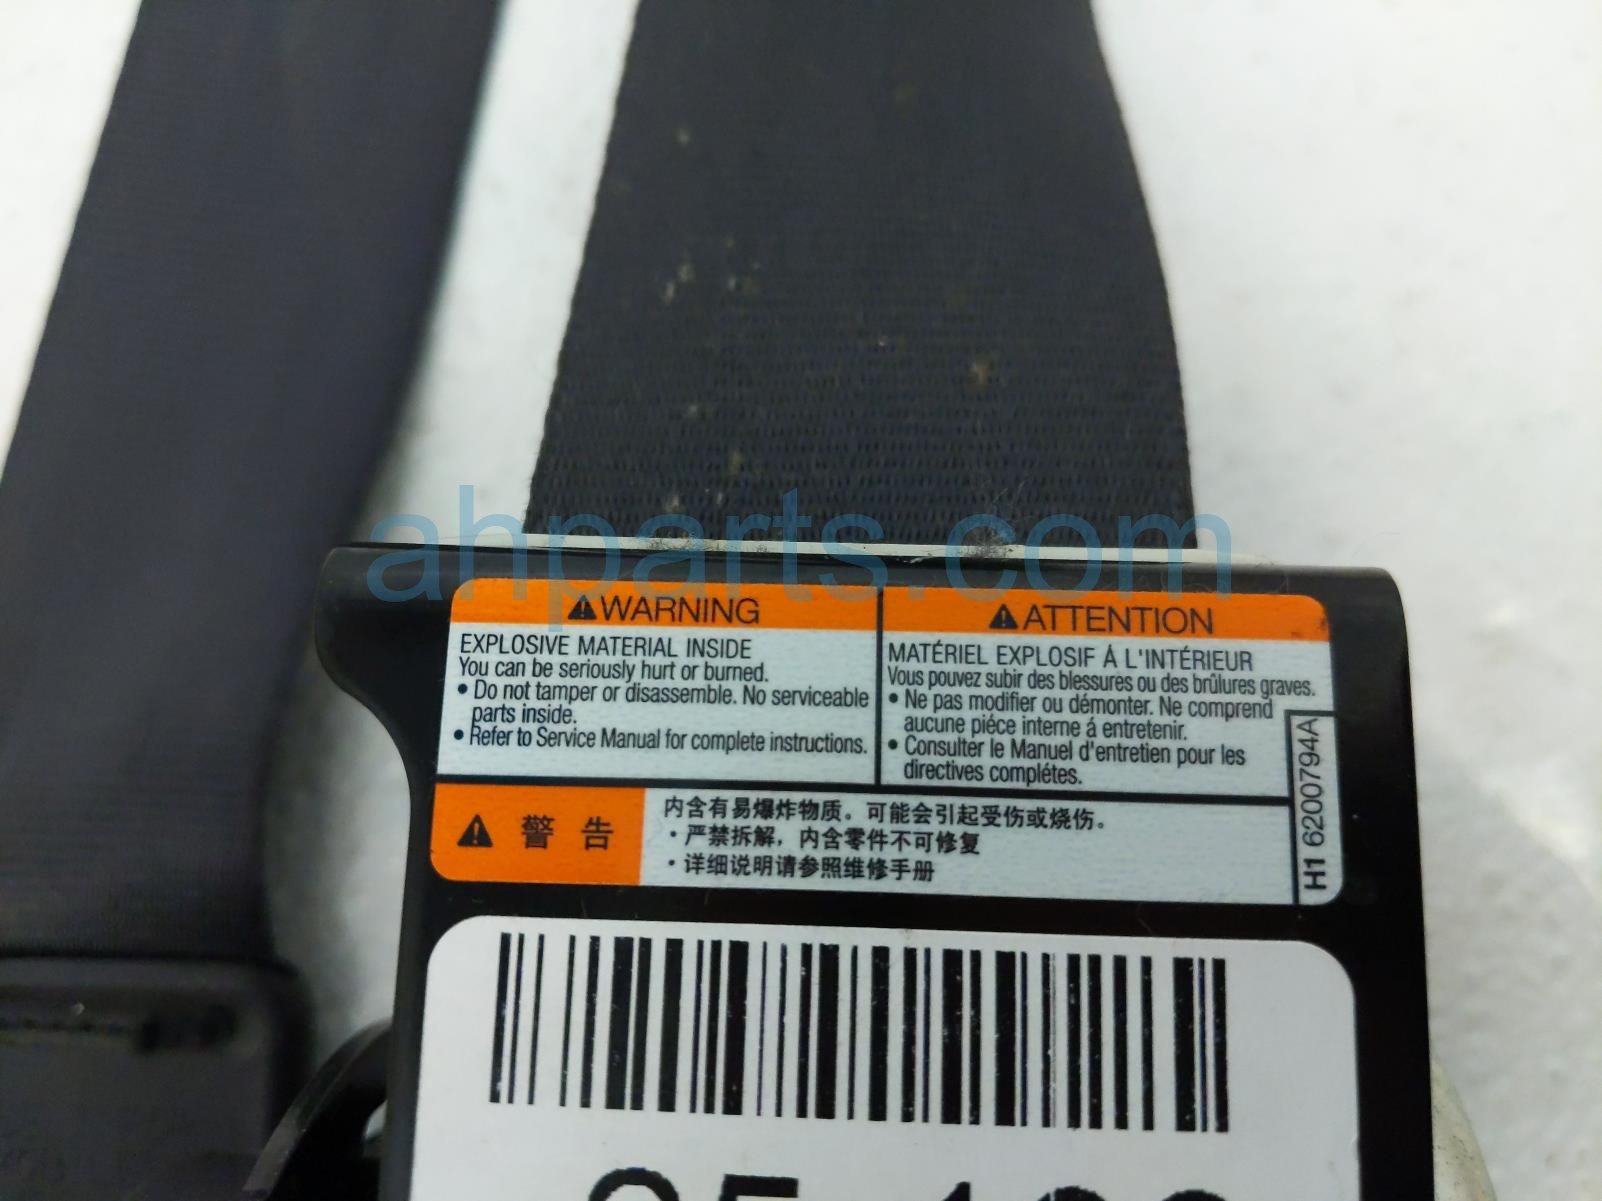 ahparts.com
WARNING
EXPLOSIVE MATERIAL INSIDE
You can be seriously hurt or burned.
• Do not tamper or disassemble. No serviceable
parts inside.
• Refer to Service Manual for complete instructions.
ATTENTION
MATÉRIEL EXPLOSIF Á L'INTÉRIEUR
Vous pouvez subir des blessures ou des brûlures graves.
• Ne pas modifier ou démonter. Ne comprend
aucune piéce interne á entretenir.
• Consulter le Manuel d'entretien pour les
directives complétes.
H1 6200794A
警告
内含有易爆炸物质。可能会引起受伤或烧伤。
· 严禁拆解，内含零件不可修复
· 详细说明请参照维修手册